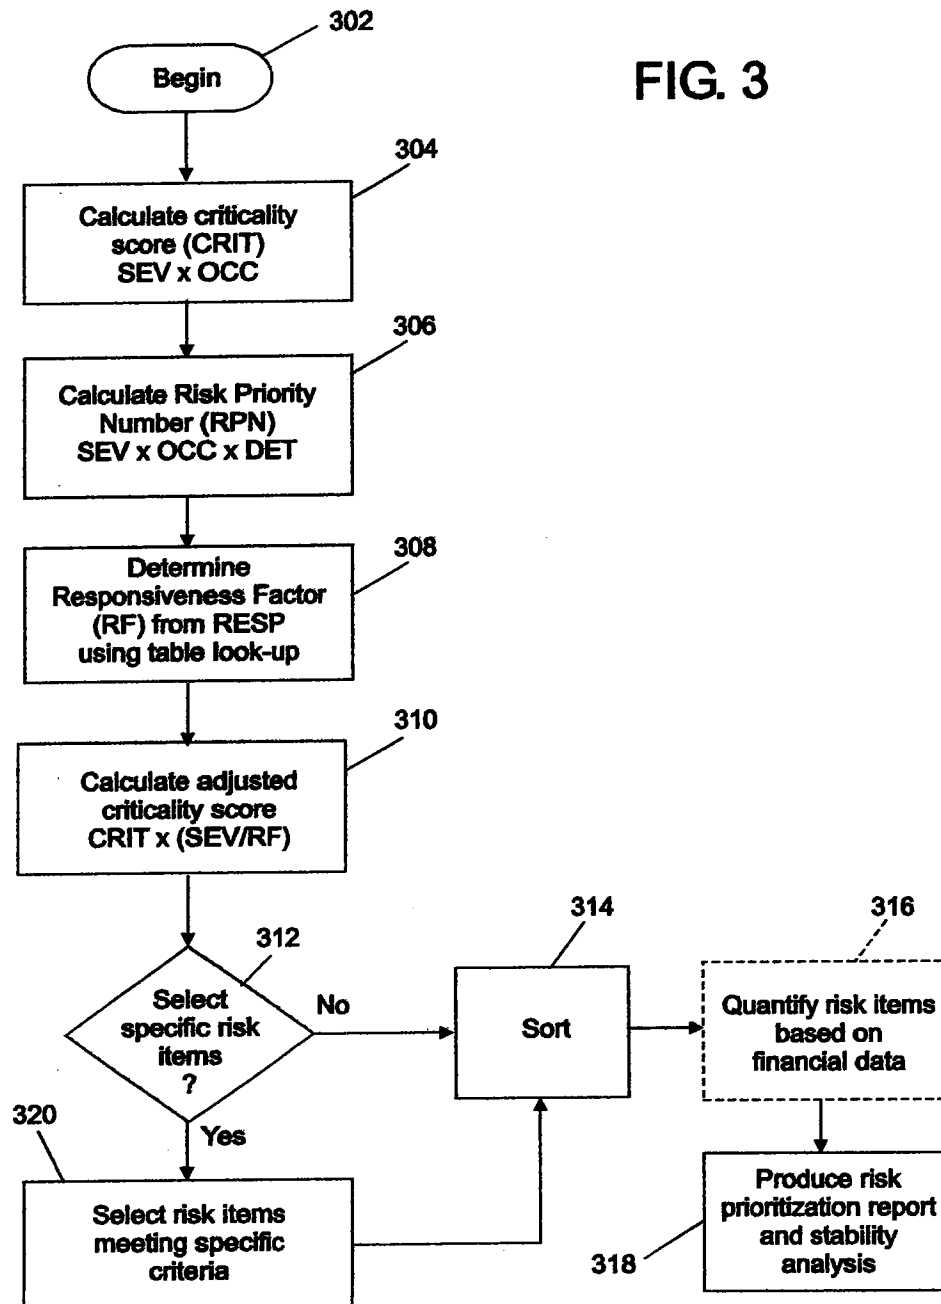 302
Begin
FIG. 3
304
Calculate criticality
score (CRIT)
SEV x OCC
306
Calculate Risk Priority
Number (RPN)
SEV x OCC x DET
308
Determine
Responsiveness Factor
(RF) from RESP
using table look-up
310
Calculate adjusted
criticality score
CRIT x (SEV/RF)
312
Select
specific risk
items
?
No
Yes
314
Sort
316
Quantify risk items
based on
financial data
320
Select risk items
meeting specific
criteria
318
Produce risk
prioritization report
and stability
analysis